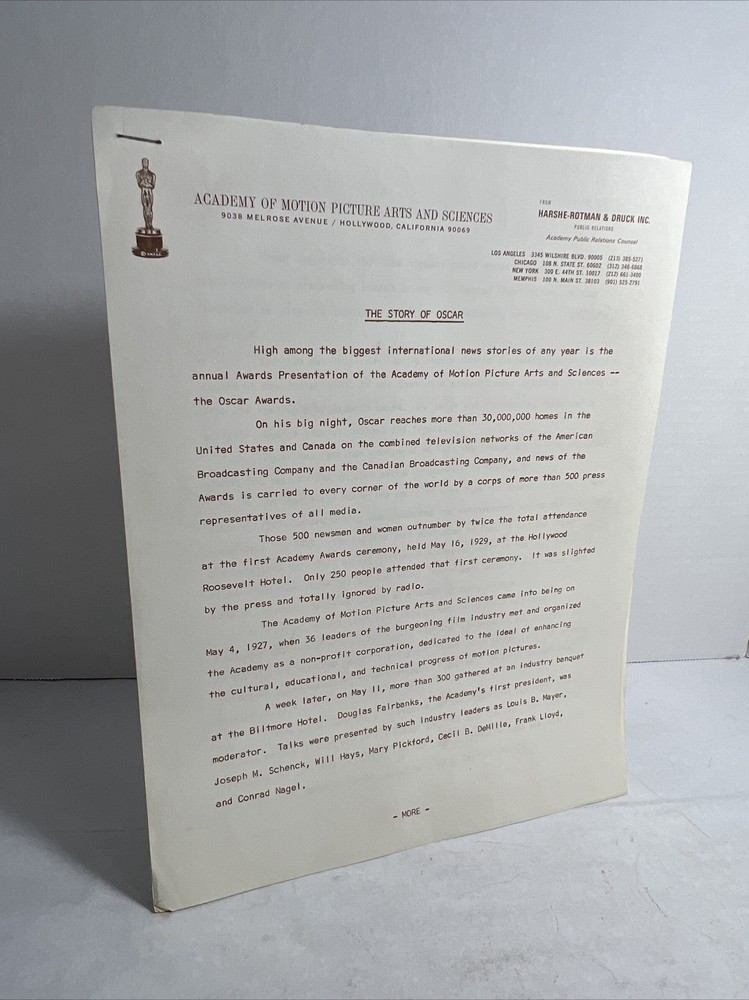 ACADEMY OF MOTION PICTURE ARTS AND SCIENCES
9038 MELROSE AVENUE / HOLLYWOOD, CALIFORNIA 90069
FROM
HARSHE-ROTMAN & DRUCK INC.
PUBLIC RELATIONS
Academy Public Relations Counsel
LOS ANGELES 3345 WILSHIRE BLVD. 90005 (213) 385-5271
CHICAGO 108 N. STATE ST. 60602 (312) 346-6868
NEW YORK 300 E. 44TH ST. 10017 (212) 661-3400
MEMPHIS 100 N. MAIN ST. 38103 (901) 525-2791
THE STORY OF OSCAR
High among the biggest international news stories of any year is the
annual Awards Presentation of the Academy of Motion Picture Arts and Sciences --
the Oscar Awards.
On his big night, Oscar reaches more than 30,000,000 homes in the
United States and Canada on the combined television networks of the American
Broadcasting Company and the Canadian Broadcasting Company, and news of the
Awards is carried to every corner of the world by a corps of more than 500 press
representatives of all media.
Those 500 newsmen and women outnumber by twice the total attendance
at the first Academy Awards ceremony, held May 16, 1929, at the Hollywood
Roosevelt Hotel. Only 250 people attended that first ceremony. It was slighted
by the press and totally ignored by radio.
The Academy of Motion Picture Arts and Sciences came into being on
May 4, 1927, when 36 leaders of the burgeoning film industry met and organized
the Academy as a non-profit corporation, dedicated to the ideal of enhancing
the cultural, educational, and technical progress of motion pictures.
A week later, on May 11, more than 300 gathered at an industry banquet
at the Biltmore Hotel. Douglas Fairbanks, the Academy's first president, was
moderator. Talks were presented by such industry leaders as Louis B. Mayer,
Joseph M. Schenck, Will Hays, Mary Pickford, Cecil B. DeMille, Frank Lloyd,
and Conrad Nagel.
- MORE -